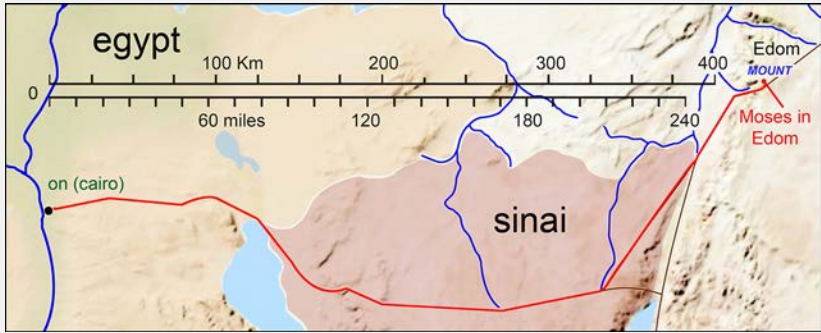 egypt
Edom
MOUNT
100 Km 200 300 400
0
60 miles 120 180 240
Moses in
Edom
on (cairo)
sinai